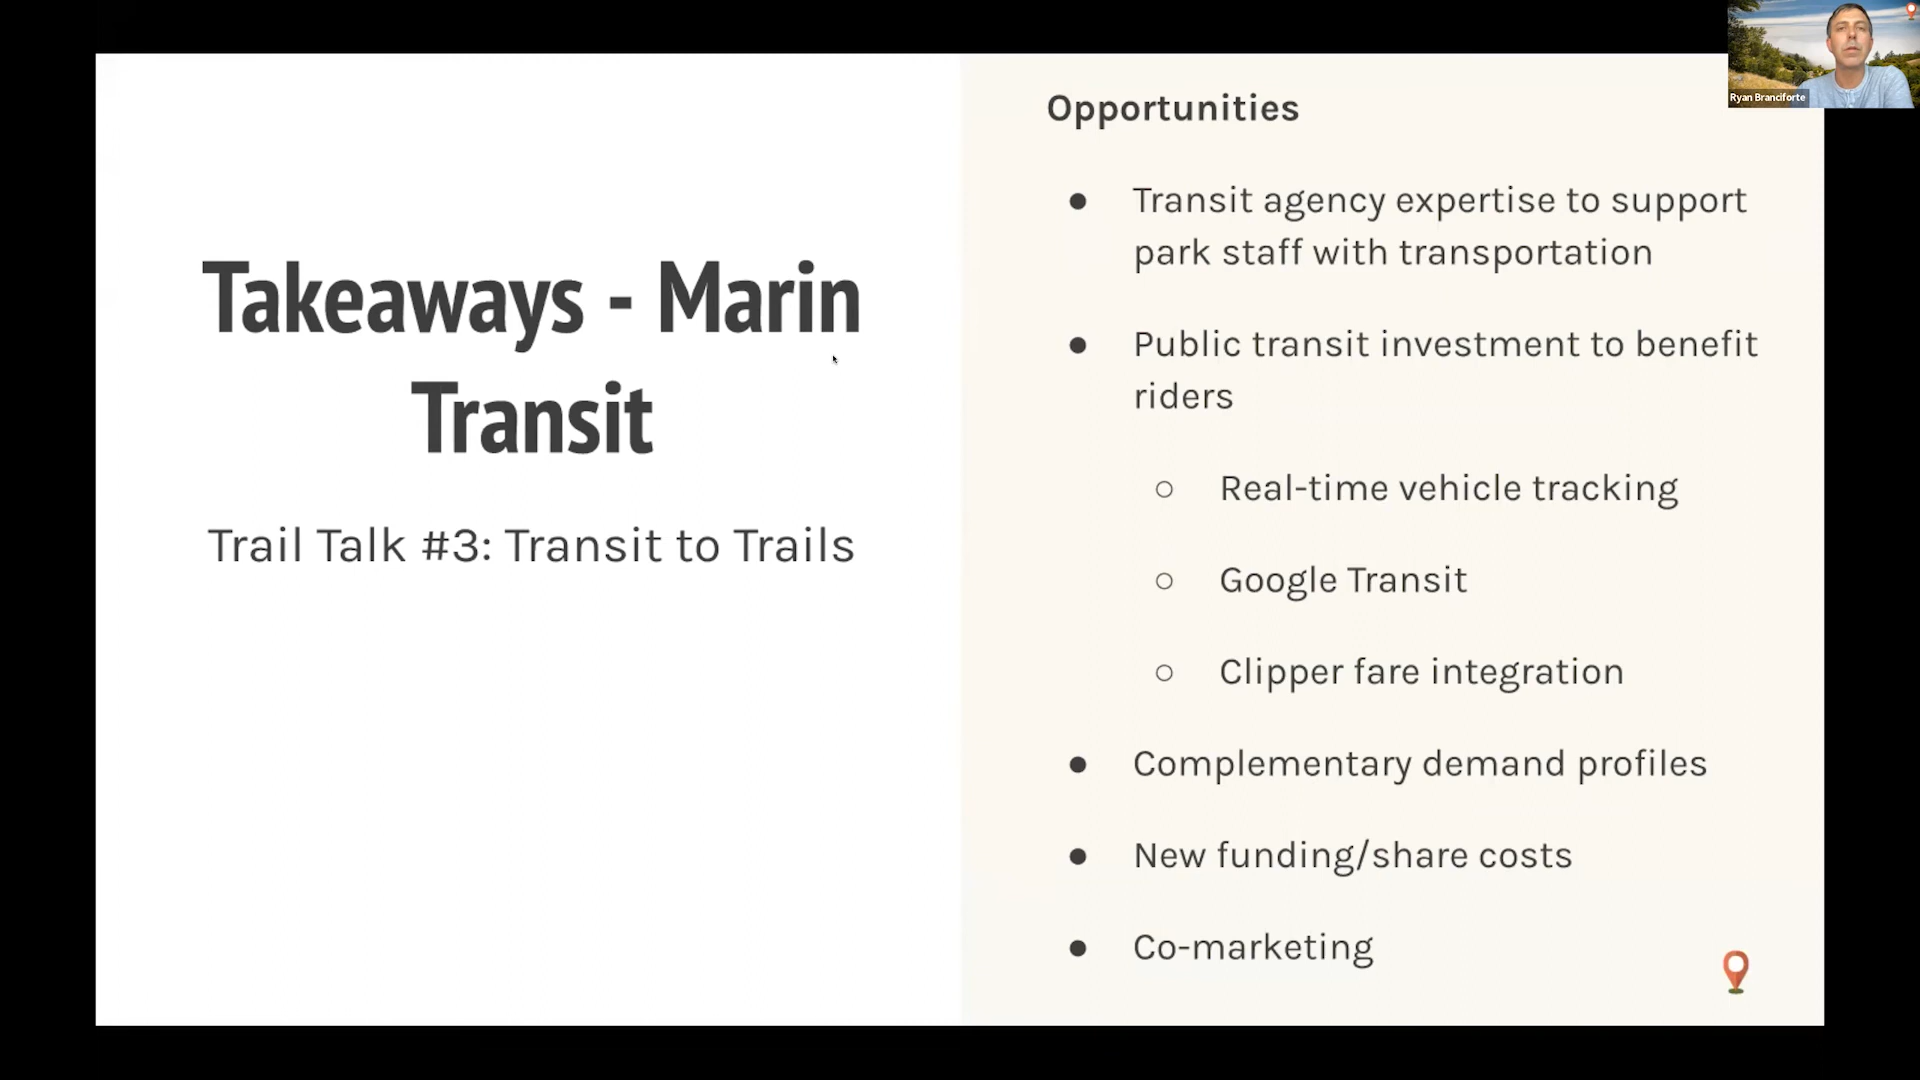 Takeaways - Marin
Transit
Trail Talk #3: Transit to Trails
Opportunities
● Transit agency expertise to support
park staff with transportation
● Public transit investment to benefit
riders
○ Real-time vehicle tracking
○ Google Transit
○ Clipper fare integration
● Complementary demand profiles
● New funding/share costs
● Co-marketing
Ryan Branciforte